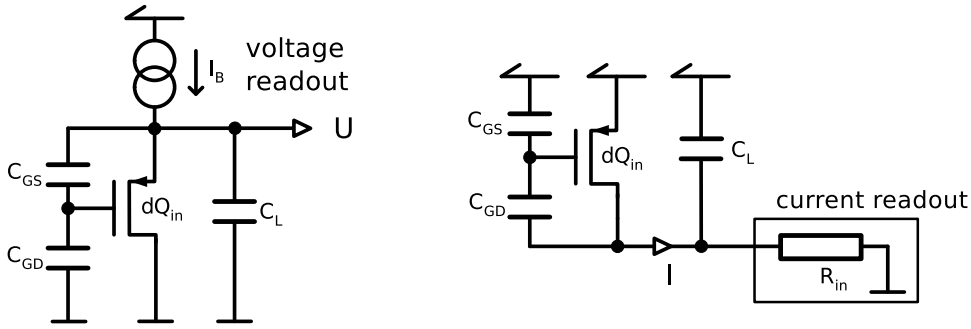 voltage
readout
I_B
U
C_GS
dQ_in
C_L
C_GD
C_GS
dQ_in
C_L
C_GD
current readout
I
R_in